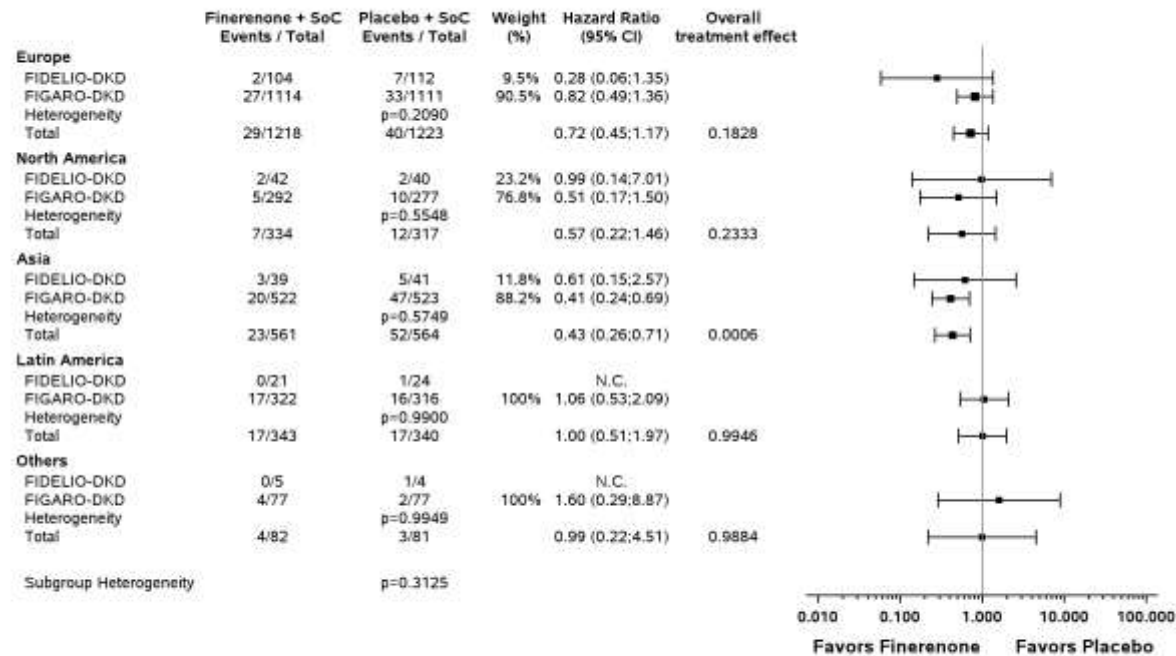 Finerenone + SoC Placebo + SoC Weight Hazard Ratio Overall
Events / Total Events / Total (%) (95% CI) treatment effect
Europe
FIDELIO-DKD 2/104 7/112 9.5% 0.28 (0.06;1.35)
FIGARO-DKD 27/1114 33/1111 90.5% 0.82 (0.49;1.36)
Heterogeneity p=0.2090
Total 29/1218 40/1223 0.72 (0.45;1.17) 0.1828
North America
FIDELIO-DKD 2/42 2/40 23.2% 0.99 (0.14;7.01)
FIGARO-DKD 5/292 10/277 76.8% 0.51 (0.17;1.50)
Heterogeneity p=0.5548
Total 7/334 12/317 0.57 (0.22;1.46) 0.2333
Asia
FIDELIO-DKD 3/39 5/41 11.8% 0.61 (0.15;2.57)
FIGARO-DKD 20/522 47/523 88.2% 0.41 (0.24;0.69)
Heterogeneity p=0.5749
Total 23/561 52/564 0.43 (0.26;0.71) 0.0006
Latin America
FIDELIO-DKD 0/21 1/24 N.C.
FIGARO-DKD 17/322 16/316 100% 1.06 (0.53;2.09)
Heterogeneity p=0.9900
Total 17/343 17/340 1.00 (0.51;1.97) 0.9946
Others
FIDELIO-DKD 0/5 1/4 N.C.
FIGARO-DKD 4/77 2/77 100% 1.60 (0.29;8.87)
Heterogeneity p=0.9949
Total 4/82 3/81 0.99 (0.22;4.51) 0.9884
Subgroup Heterogeneity p=0.3125
0.010 0.100 1.000 10.000 100.000
Favors Finerenone Favors Placebo